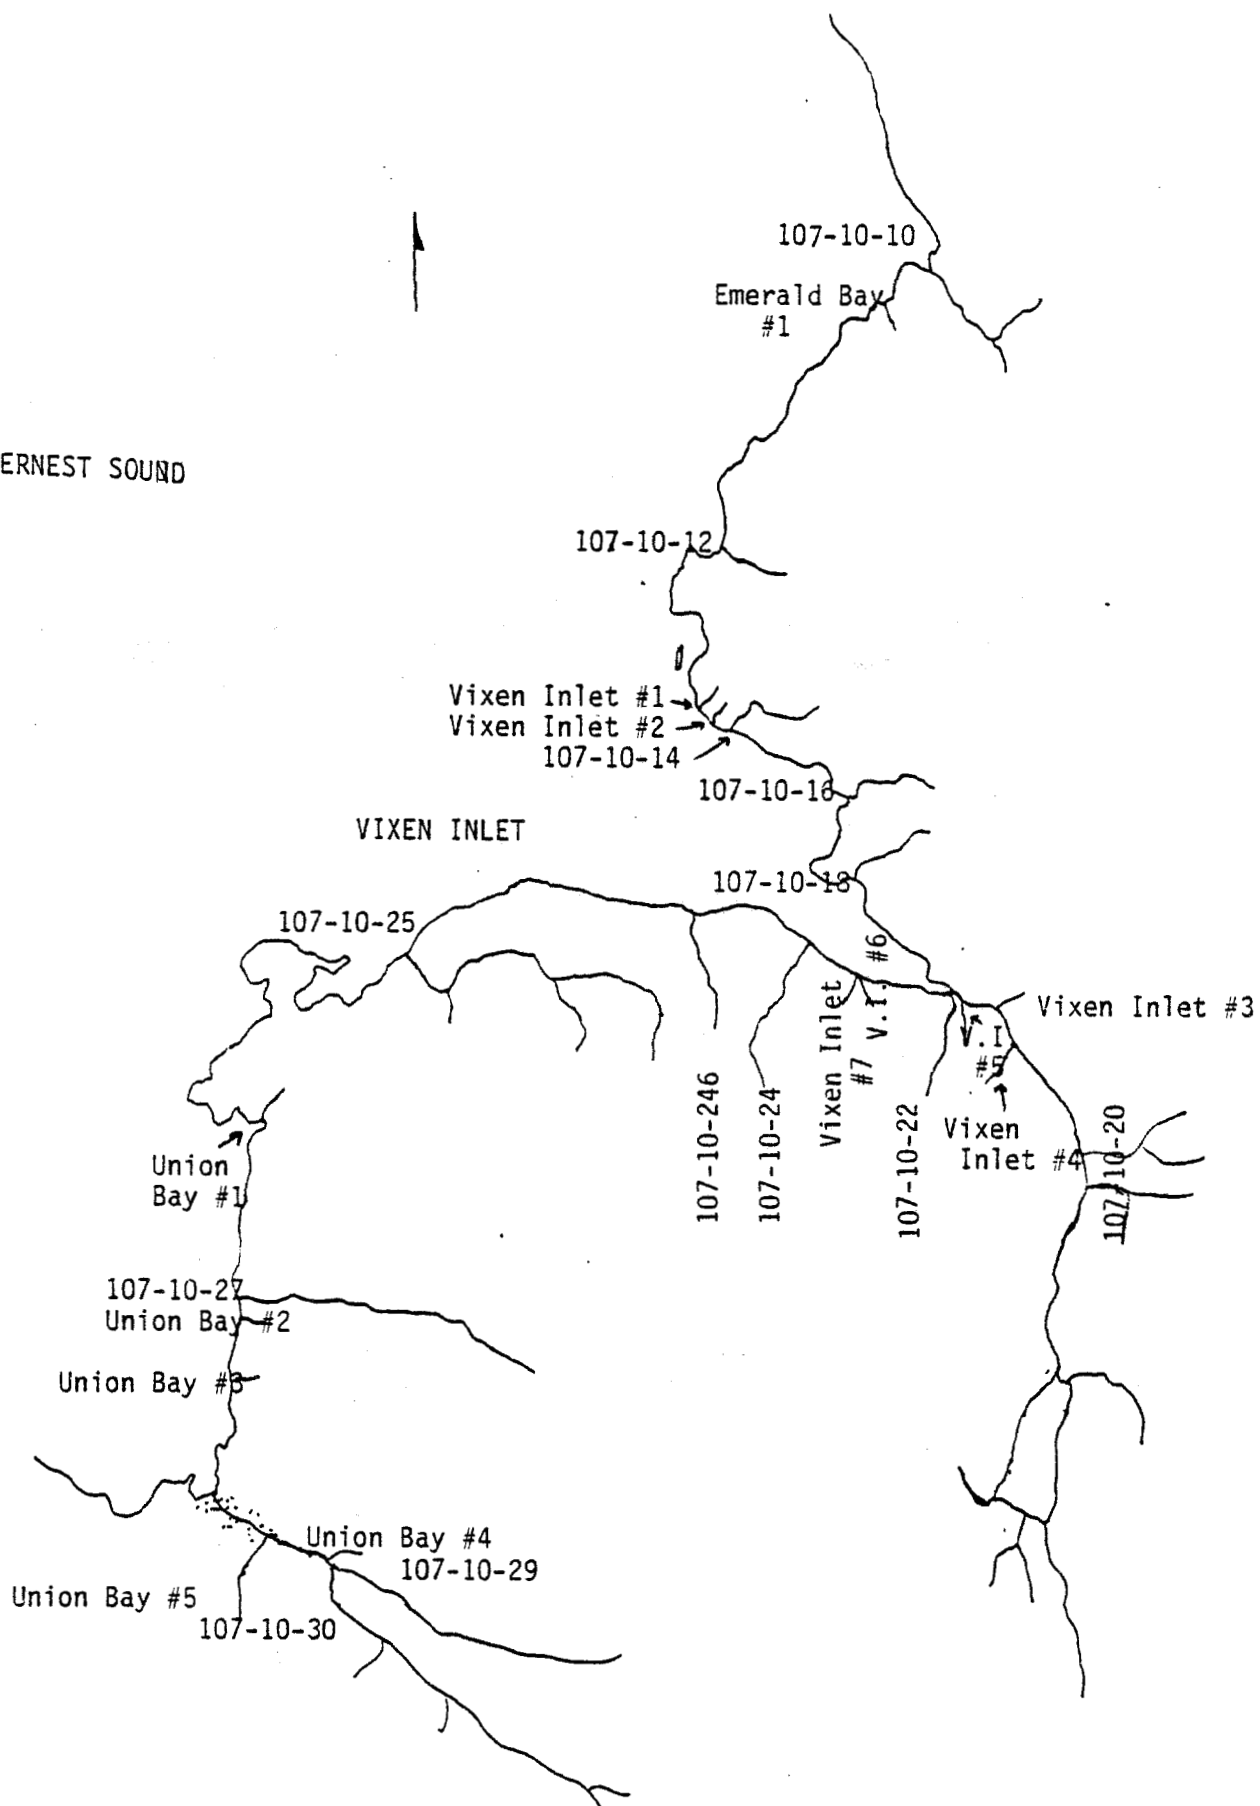 107-10-10
Emerald Bay
#1
ERNEST SOUND
107-10-12
Vixen Inlet #1
Vixen Inlet #2
107-10-14
107-10-16
VIXEN INLET
107-10-18
107-10-25
V.I. #6
Vixen Inlet
#7
Vixen Inlet #3
V.I
#5
107-10-246
107-10-24
107-10-22
Vixen
Inlet #4
107-10-20
Union
Bay #1
107-10-27
Union Bay #2
Union Bay #3
Union Bay #4
107-10-29
Union Bay #5
107-10-30